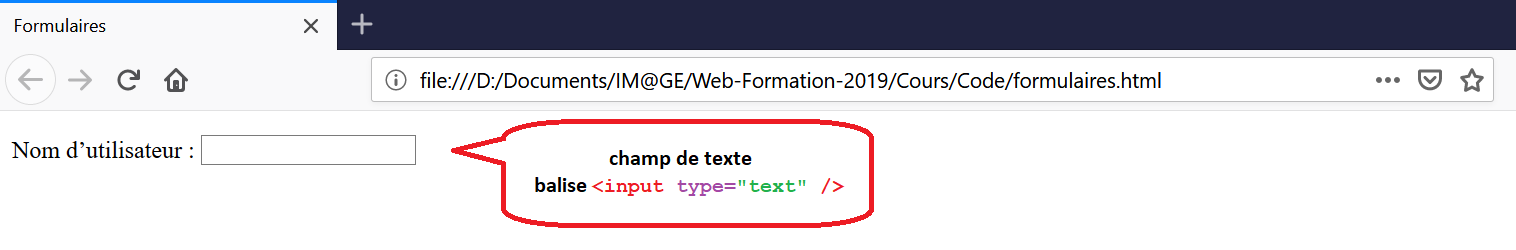 Formulaires
file:///D:/Documents/IM@GE/Web-Formation-2019/Cours/Code/formulaires.html
Nom d’utilisateur :
champ de texte
balise <input type="text" />